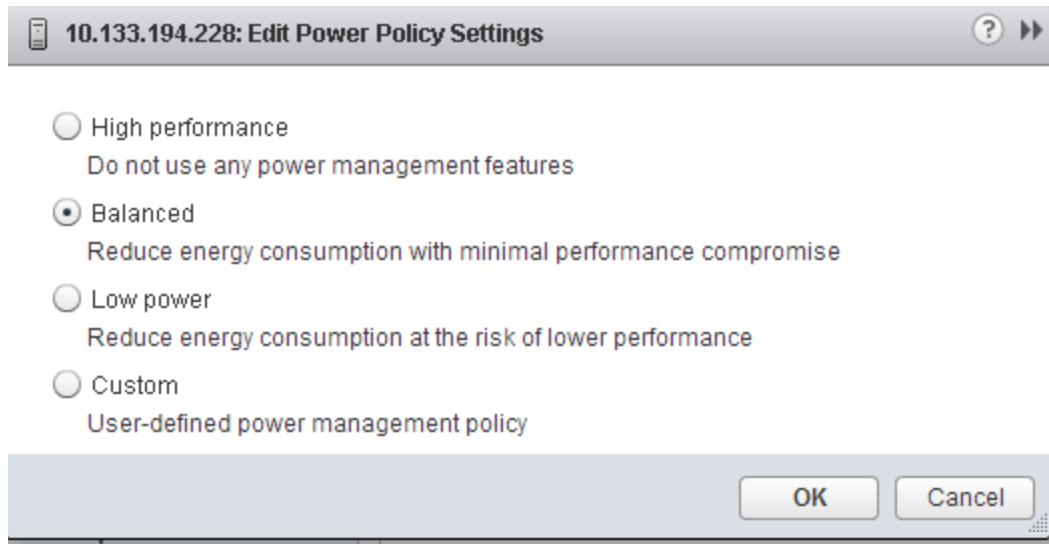 10.133.194.228: Edit Power Policy Settings
?
High performance
Do not use any power management features
Balanced
Reduce energy consumption with minimal performance compromise
Low power
Reduce energy consumption at the risk of lower performance
Custom
User-defined power management policy
OK
Cancel